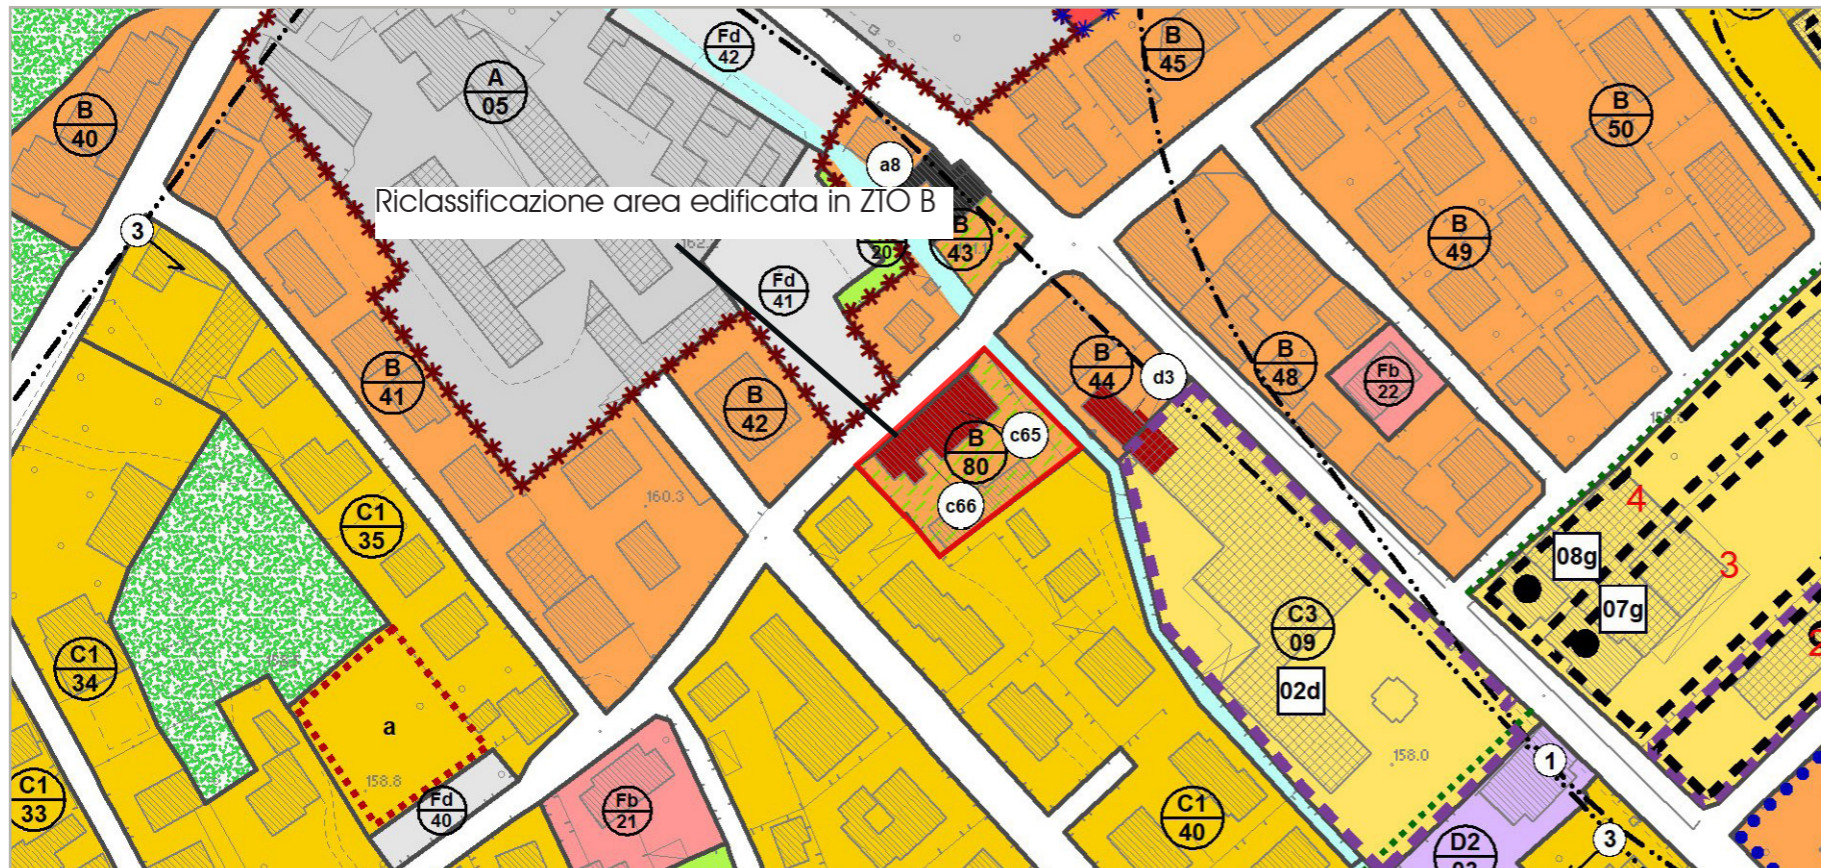 Fd
42
A
05
B
45
B
40
B
50
a8
Riclassificazione area edificata in ZTO B
3
20
B
43
B
49
Fd
41
B
41
B
42
B
44
d3
B
48
Fb
22
c65
B
80
c66
160.3
C1
35
4
08g
3
07g
C3
09
02d
C1
34
a
158.8
158.0
1
C1
33
Fd
40
Fb
21
C1
40
3
D2